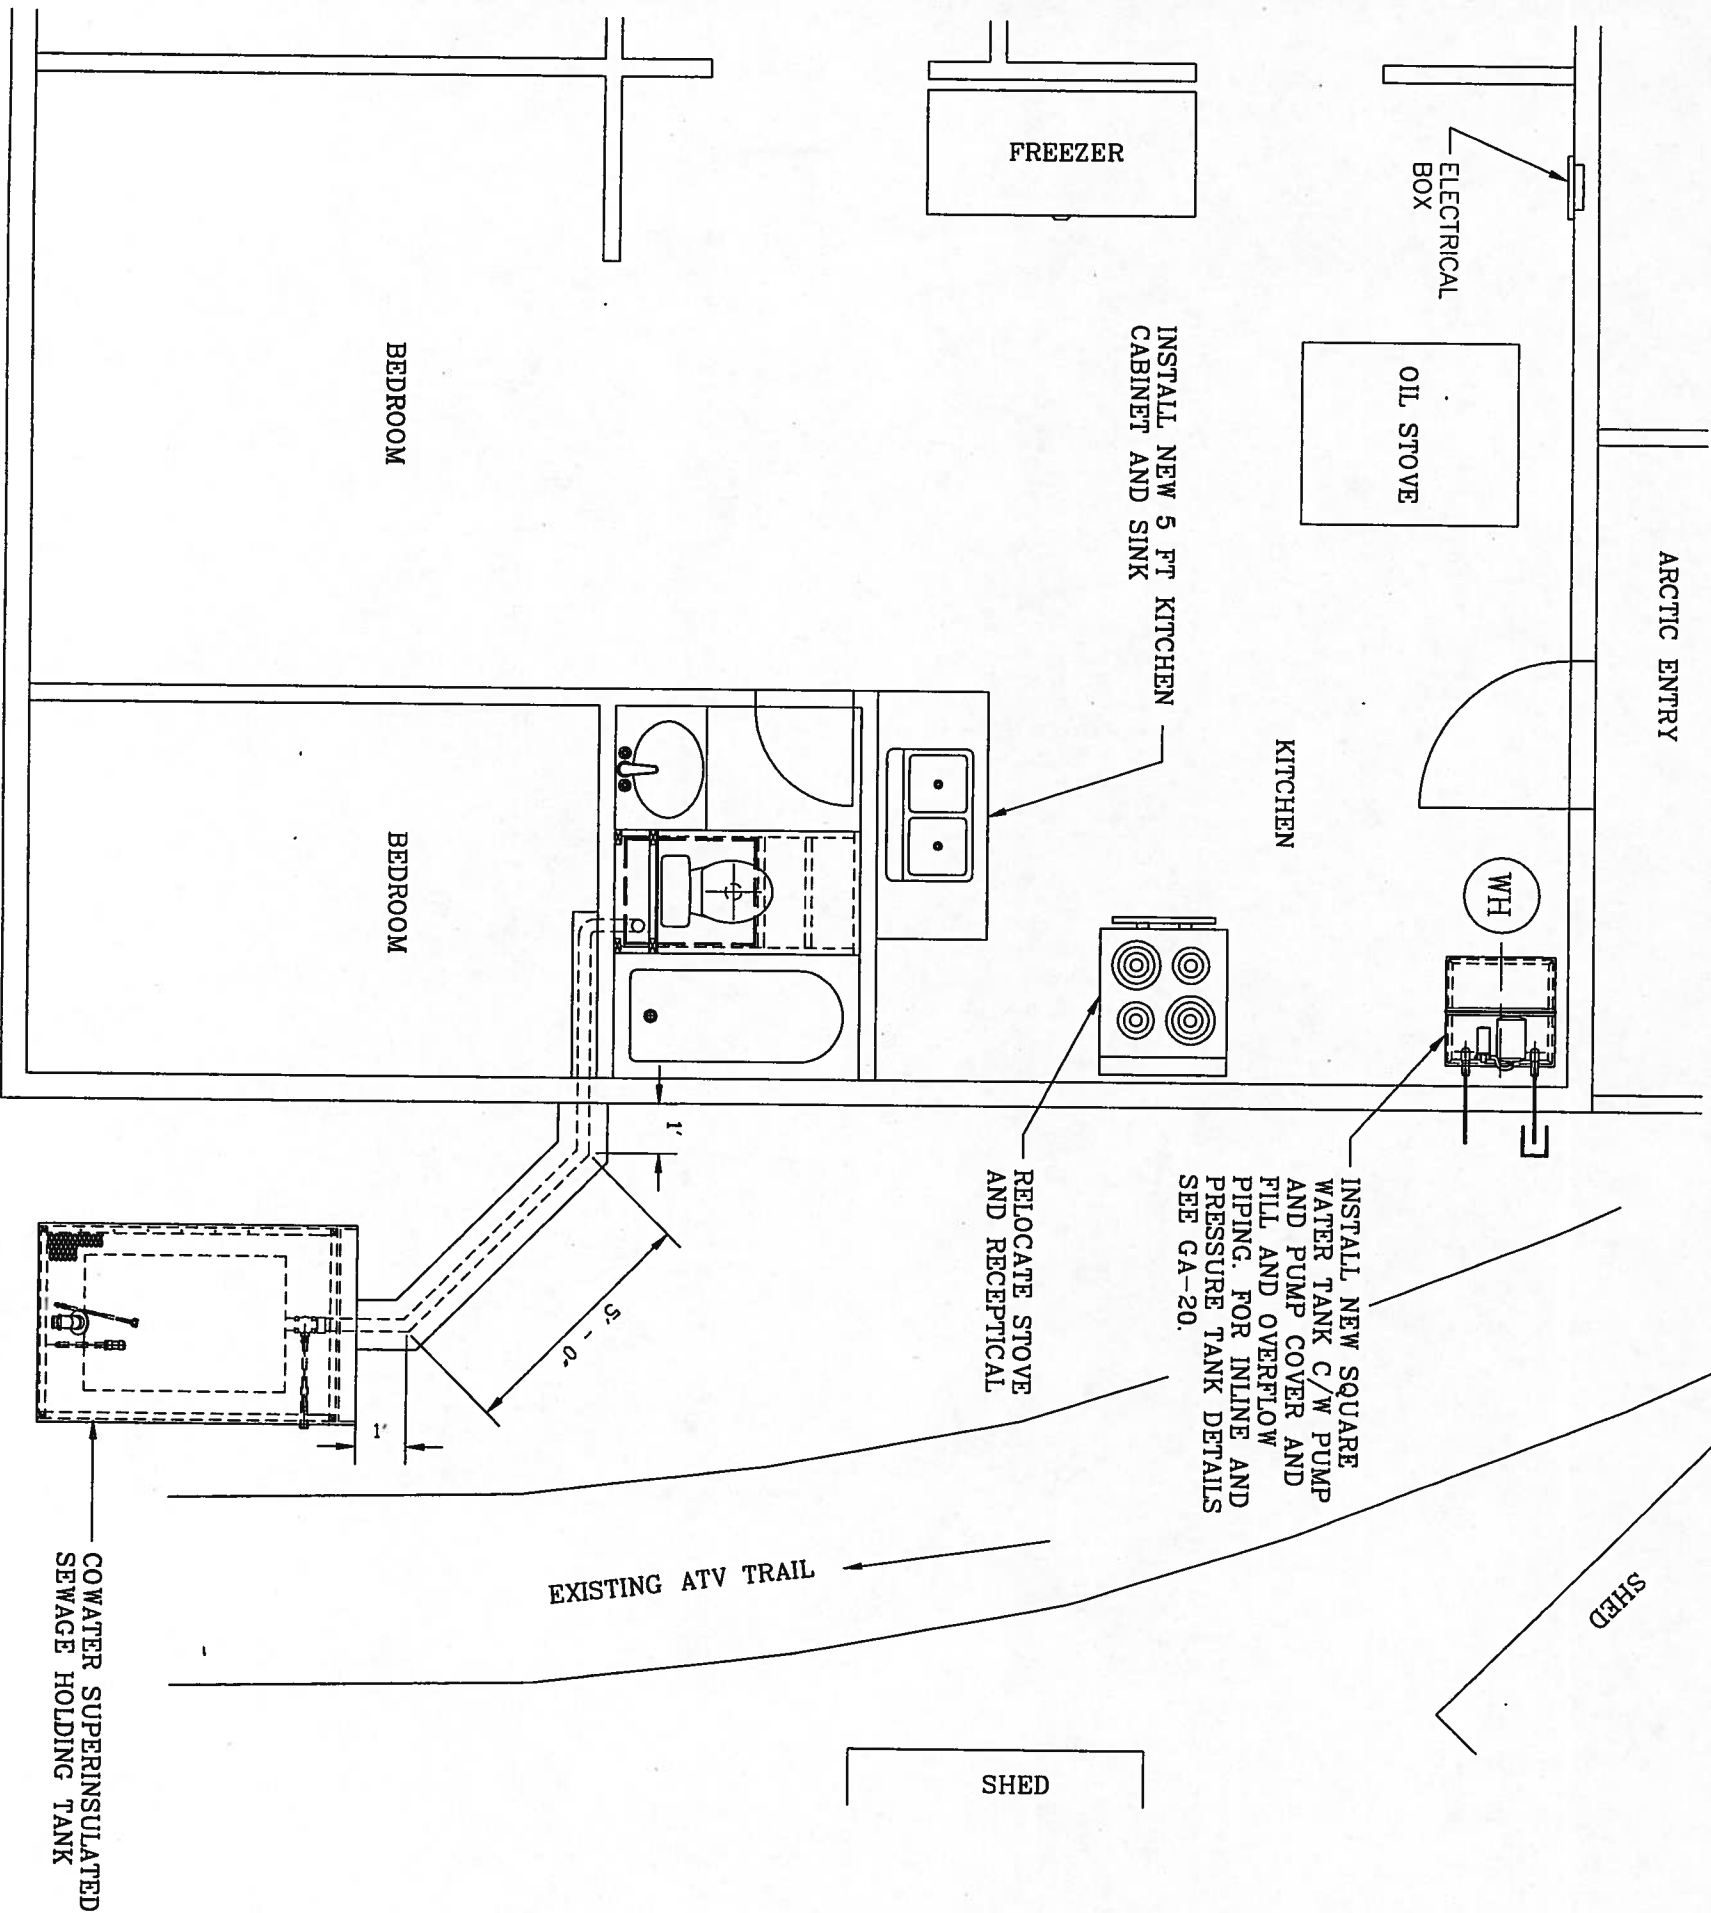 ARCTIC ENTRY
ELECTRICAL
BOX
FREEZER
OIL STOVE
INSTALL NEW 5 FT KITCHEN
CABINET AND SINK
BEDROOM
KITCHEN
WH
BEDROOM
1'
5' - 0"
1'
INSTALL NEW SQUARE
WATER TANK C/W PUMP
AND PUMP COVER AND
FILL AND OVERFLOW
PIPING. FOR INLINE AND
PRESSURE TANK DETAILS
SEE GA-20.
RELOCATE STOVE
AND RECEPTICAL
EXISTING ATV TRAIL
SHED
SHED
COWATER SUPERINSULATED
SEWAGE HOLDING TANK